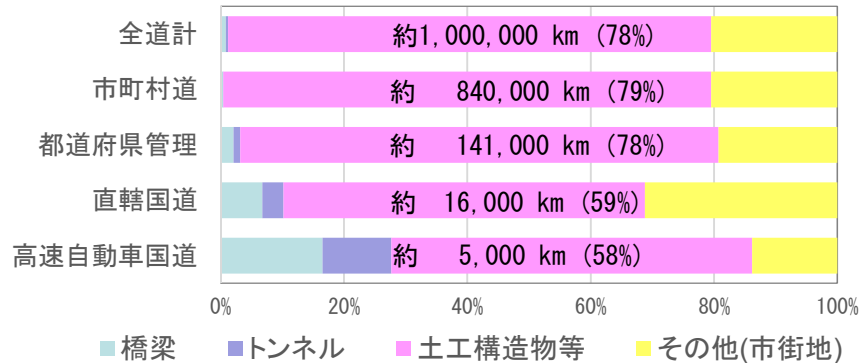 全道計 約1,000,000 km (78%)
市町村道 約 840,000 km (79%)
都道府県管理 約 141,000 km (78%)
直轄国道 約 16,000 km (59%)
高速自動車国道 約 5,000 km (58%)
0% 20% 40% 60% 80% 100%
橋梁 トンネル 土工構造物等 その他(市街地)